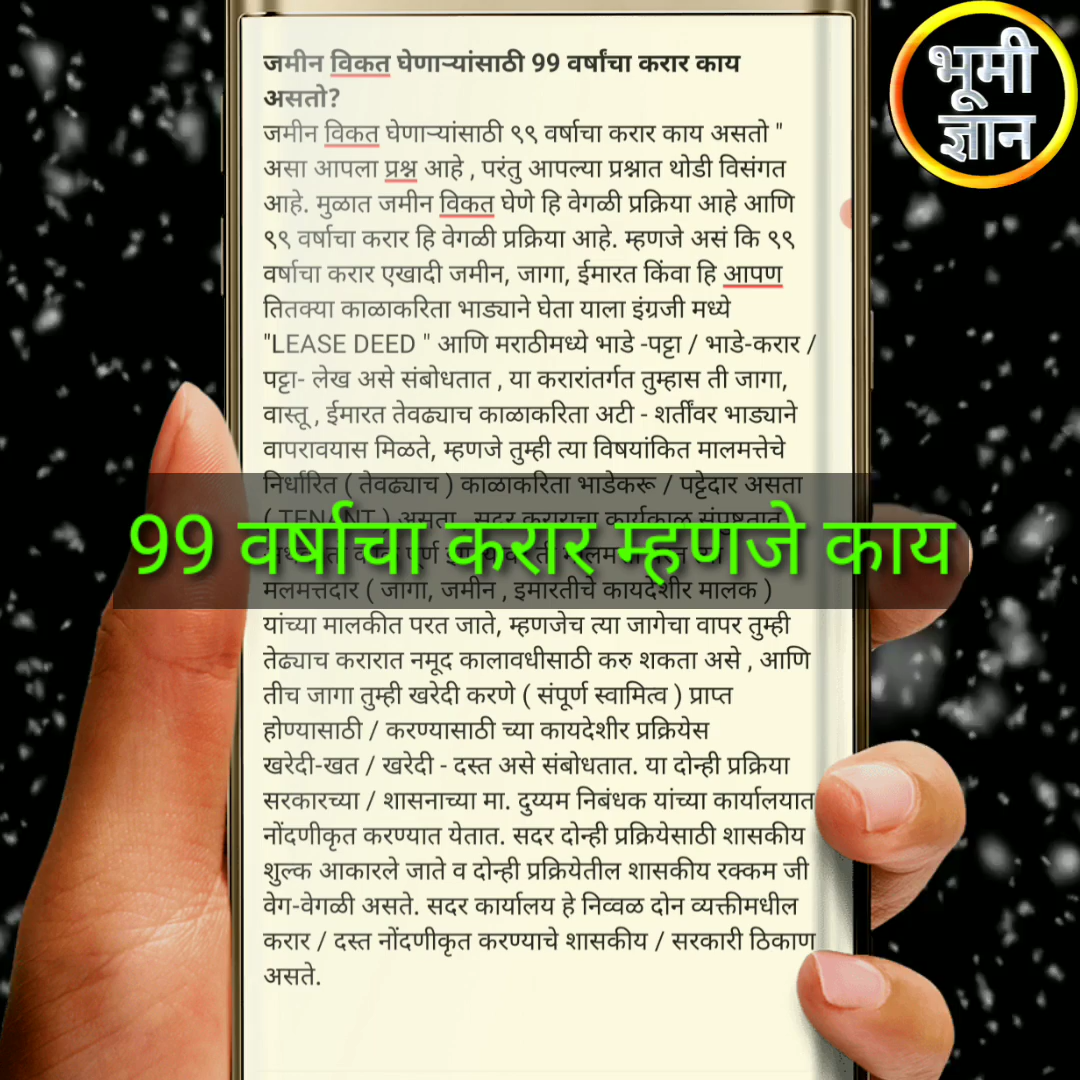 भूमी
ज्ञान
जमीन विकत घेणाऱ्यांसाठी 99 वर्षांचा करार काय
असतो?
जमीन विकत घेणाऱ्यांसाठी ९९ वर्षाचा करार काय असतो "
असा आपला प्रश्न आहे , परंतु आपल्या प्रश्नात थोडी विसंगत
आहे. मुळात जमीन विकत घेणे हि वेगळी प्रक्रिया आहे आणि
९९ वर्षाचा करार हि वेगळी प्रक्रिया आहे. म्हणजे असं कि ९९
वर्षाचा करार एखादी जमीन, जागा, ईमारत किंवा हि आपण
तितक्या काळाकरिता भाड्याने घेता याला इंग्रजी मध्ये
"LEASE DEED " आणि मराठीमध्ये भाडे -पट्टा / भाडे-करार /
पट्टा- लेख असे संबोधतात , या करारांतर्गत तुम्हास ती जागा,
वास्तू , ईमारत तेवढ्याच काळाकरिता अटी - शर्तींवर भाड्याने
वापरावयास मिळते, म्हणजे तुम्ही त्या विषयांकित मालमत्तेचे
निर्धारित ( तेवढ्याच ) काळाकरिता भाडेकरू / पट्टेदार असता
( TENANT ) असता , सदर कराराचा कार्यकाळ संपुष्टात
99 वर्षाचा करार म्हणजे काय
मलमत्तदार ( जागा, जमीन , इमारतीचे कायदेशीर मालक )
यांच्या मालकीत परत जाते, म्हणजेच त्या जागेचा वापर तुम्ही
तेढ्याच करारात नमूद कालावधीसाठी करु शकता असे , आणि
तीच जागा तुम्ही खरेदी करणे ( संपूर्ण स्वामित्व ) प्राप्त
होण्यासाठी / करण्यासाठी च्या कायदेशीर प्रक्रियेस
खरेदी-खत / खरेदी - दस्त असे संबोधतात. या दोन्ही प्रक्रिया
सरकारच्या / शासनाच्या मा. दुय्यम निबंधक यांच्या कार्यालयात
नोंदणीकृत करण्यात येतात. सदर दोन्ही प्रक्रियेसाठी शासकीय
शुल्क आकारले जाते व दोन्ही प्रक्रियेतील शासकीय रक्कम जी
वेग-वेगळी असते. सदर कार्यालय हे निव्वळ दोन व्यक्तीमधील
करार / दस्त नोंदणीकृत करण्याचे शासकीय / सरकारी ठिकाण
असते.